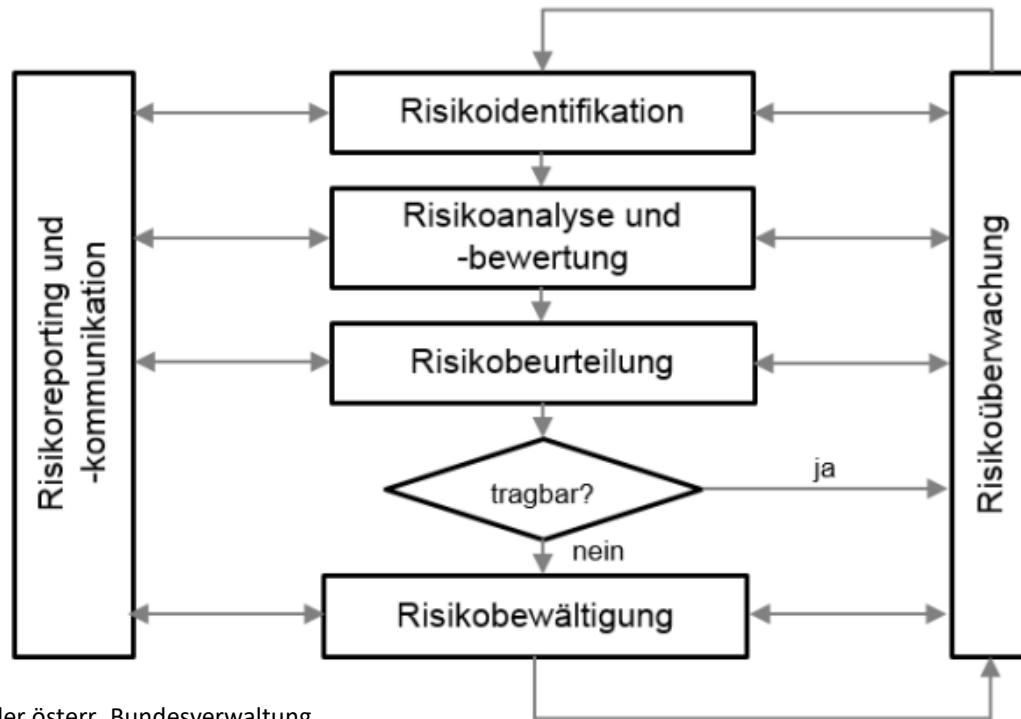 Risikoidentifikation
Risikoanalyse und
-bewertung
Risikobeurteilung
tragbar?
ja
nein
Risikobewältigung
Risikoreporting und
-kommunikation
Risikoüberwachung
der österr. Bundesverwaltung